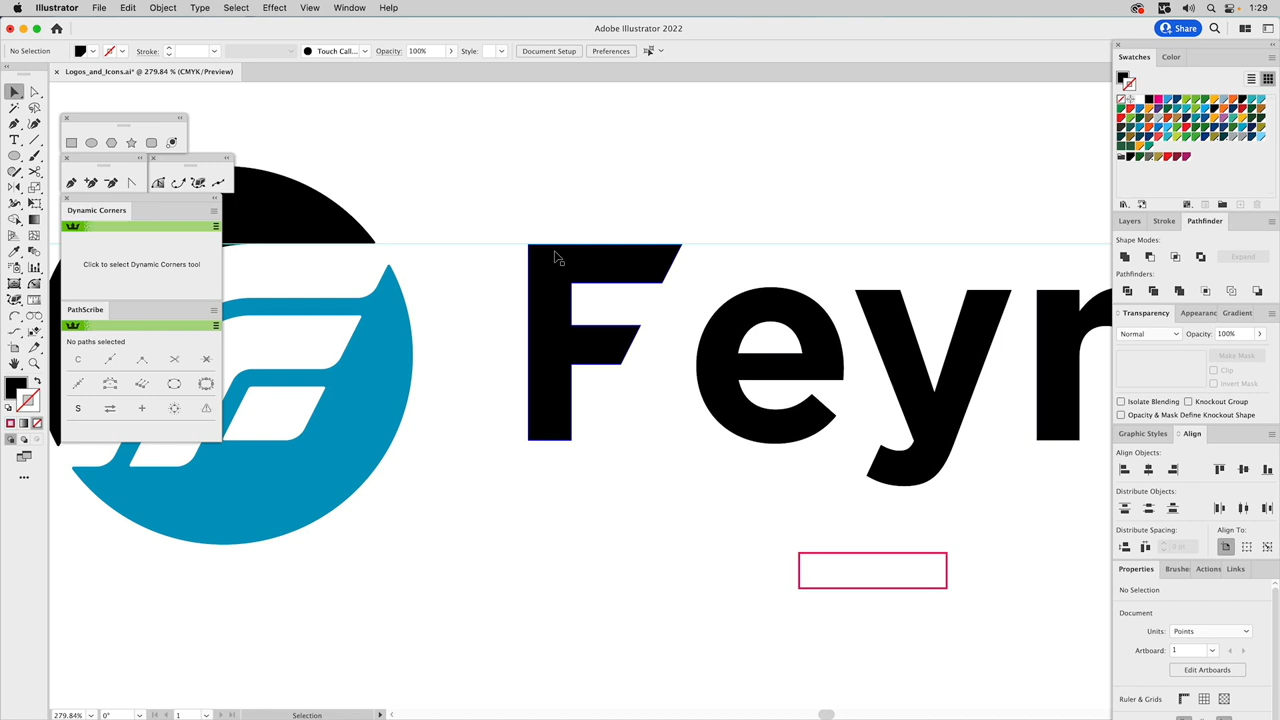 Illustrator File Edit Object Type Select Effect View Window Help 1:29
Adobe Illustrator 2022
Share
No Selection Stroke: Touch Call... Opacity: 100% Style: Document Setup Preferences
Logos_and_Icons.ai* @ 279.84 % (CMYK/Preview)
Swatches Color
Dynamic Corners
Click to select Dynamic Corners tool
PathScribe
No paths selected
C
S
Fey
Layers Stroke Pathfinder
Shape Modes:
Expand
Pathfinders:
Transparency Appearanc Gradient
Normal Opacity: 100%
Make Mask
Clip
Invert Mask
Isolate Blending Knockout Group
Opacity & Mask Define Knockout Shape
Graphic Styles Align
Align Objects:
Distribute Objects:
Distribute Spacing: Align To:
0 pt
Properties Brushe Actions Links
No Selection
Document
Units: Points
Artboard: 1
Edit Artboards
Ruler & Grids
279.84% 0° 1 Selection